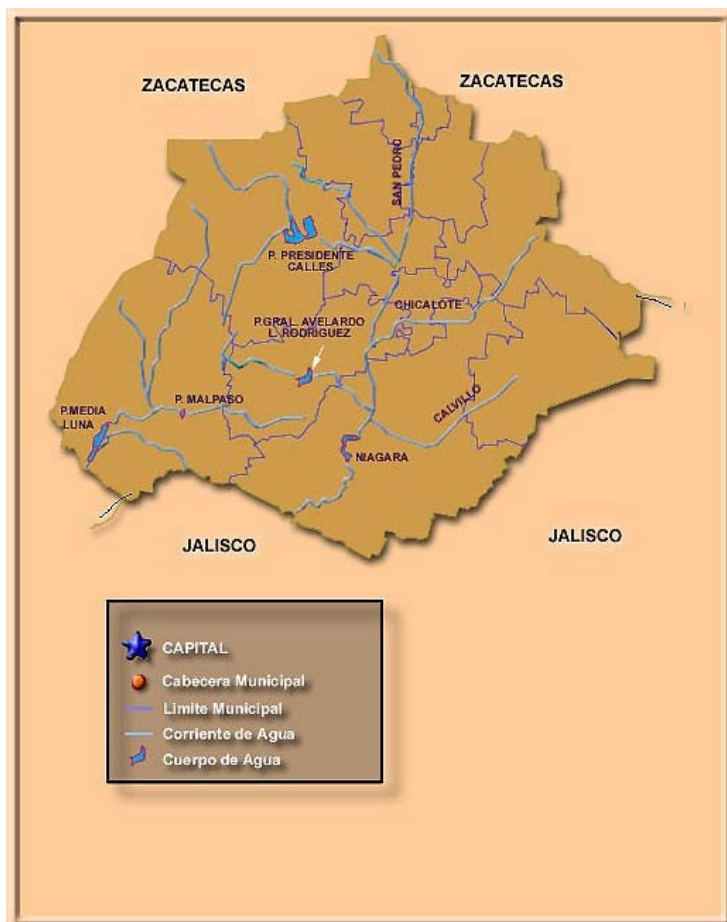 ZACATECAS
ZACATECAS
SAN PEDRO
P. PRESIDENTE
CALLES
CHICALOTE
P.GRAL. AVELARDO
L. RODRIGUEZ
P. MALPASO
CALVILLO
P.MEDIA
LUNA
NIAGARA
JALISCO
JALISCO
CAPITAL
Cabecera Municipal
Limite Municipal
Corriente de Agua
Cuerpo de Agua